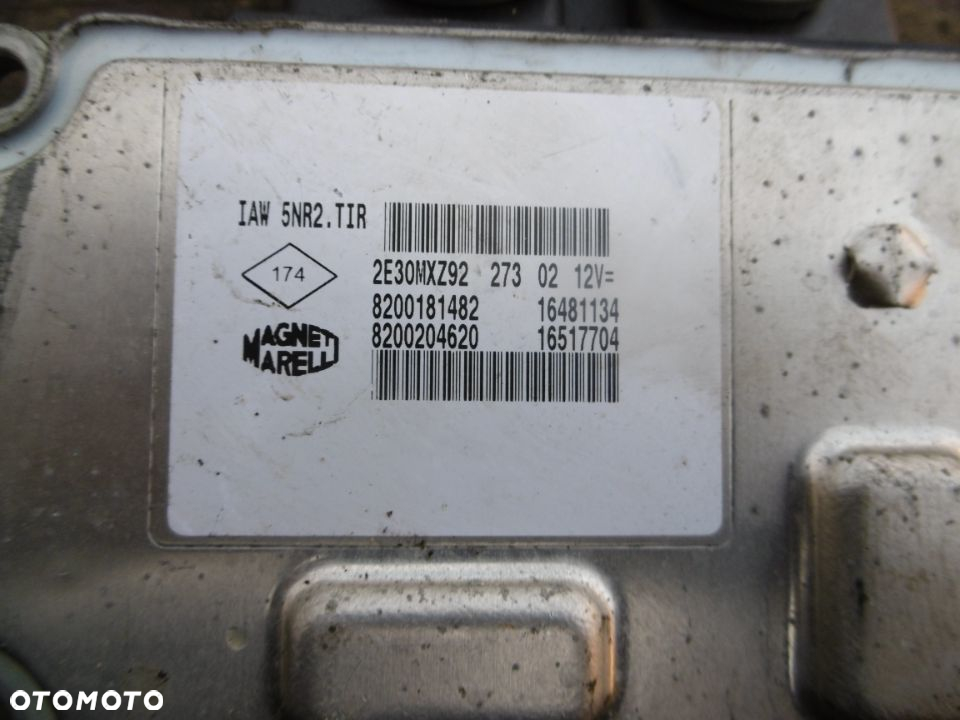 IAW 5NR2.TIR
174
2E30MXZ92 273 02 12V=
8200181482 16481134
8200204620 16517704
MAGNETI
MARELLI
OTOMOTO